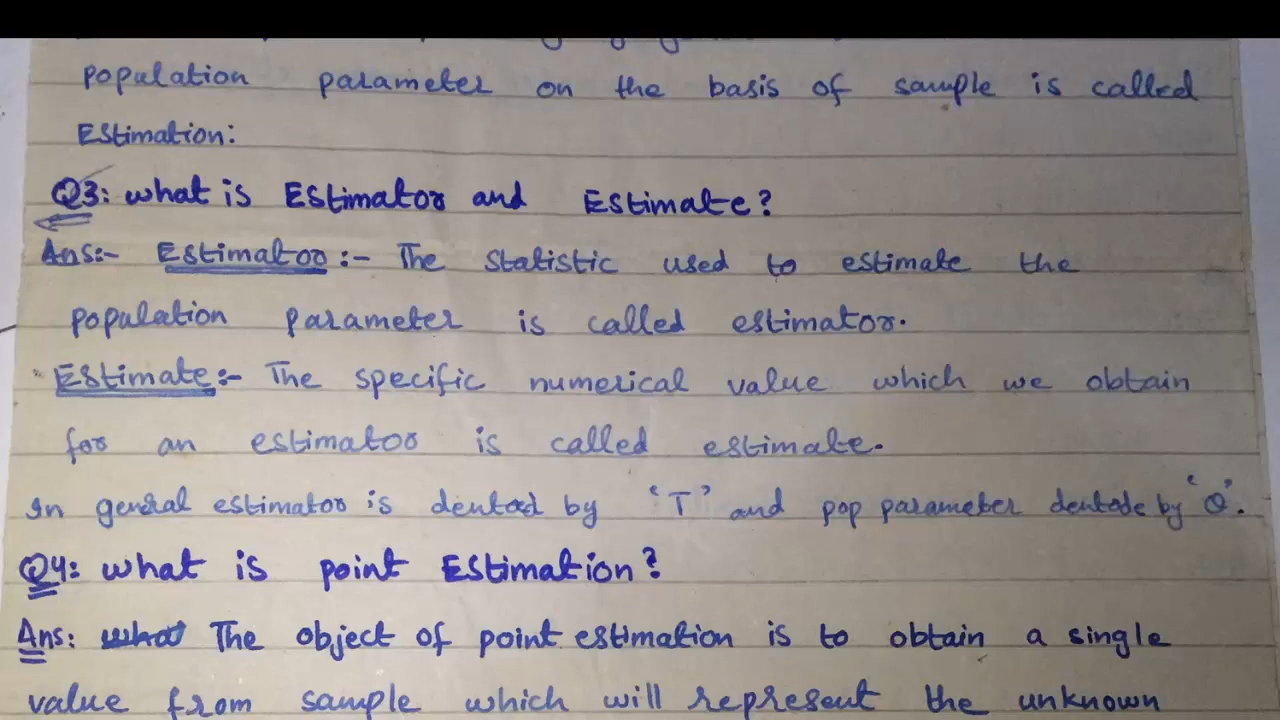 population parameter on the basis of sample is called
Estimation:
Q3: what is Estimator and Estimate?
Ans:- Estimator:- The statistic used to estimate the
population parameter is called estimator.
Estimate:- The specific numerical value which we obtain
for an estimator is called estimate.
In general estimator is dentod by 'T' and pop parameter dentode by 'θ'.
Q4: what is point Estimation?
Ans: what The object of point estimation is to obtain a single
value from sample which will represent the unknown